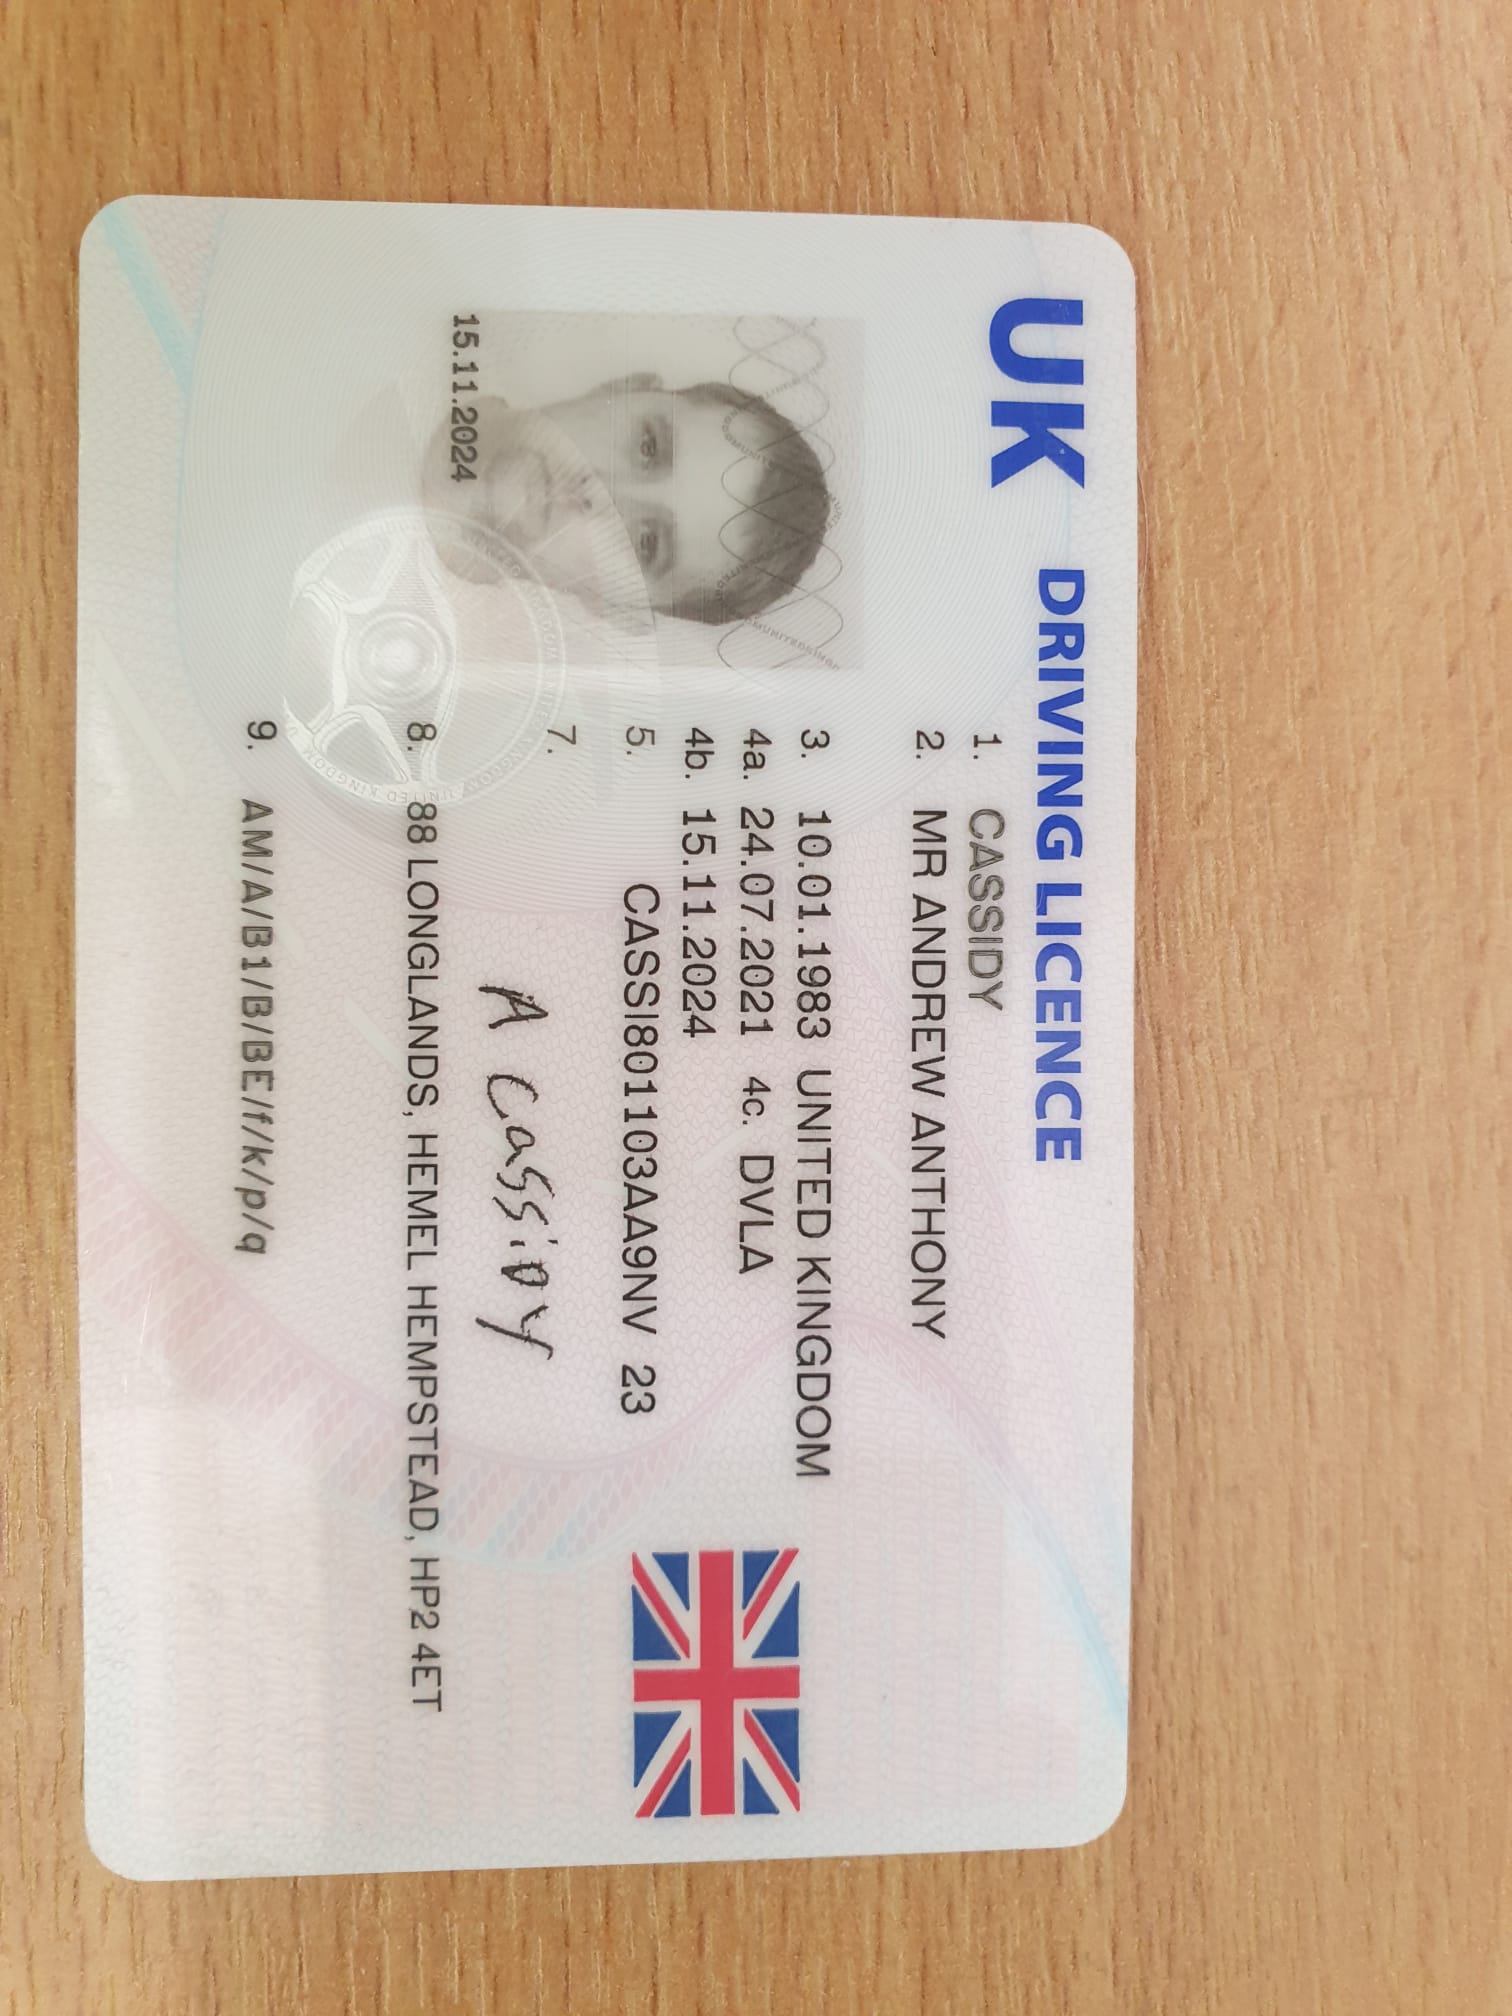 UK DRIVING LICENCE
1. CASSIDY
2. MR ANDREW ANTHONY
3. 10.01.1983 UNITED KINGDOM
4a. 24.07.2021 4c. DVLA
4b. 15.11.2024
5. CASSI801103AA9NV 23
7. A Cassidy
8. 88 LONGLANDS, HEMEL HEMPSTEAD, HP2 4ET
9. AM/A/B1/B/BE/f/k/p/q
15.11.2024